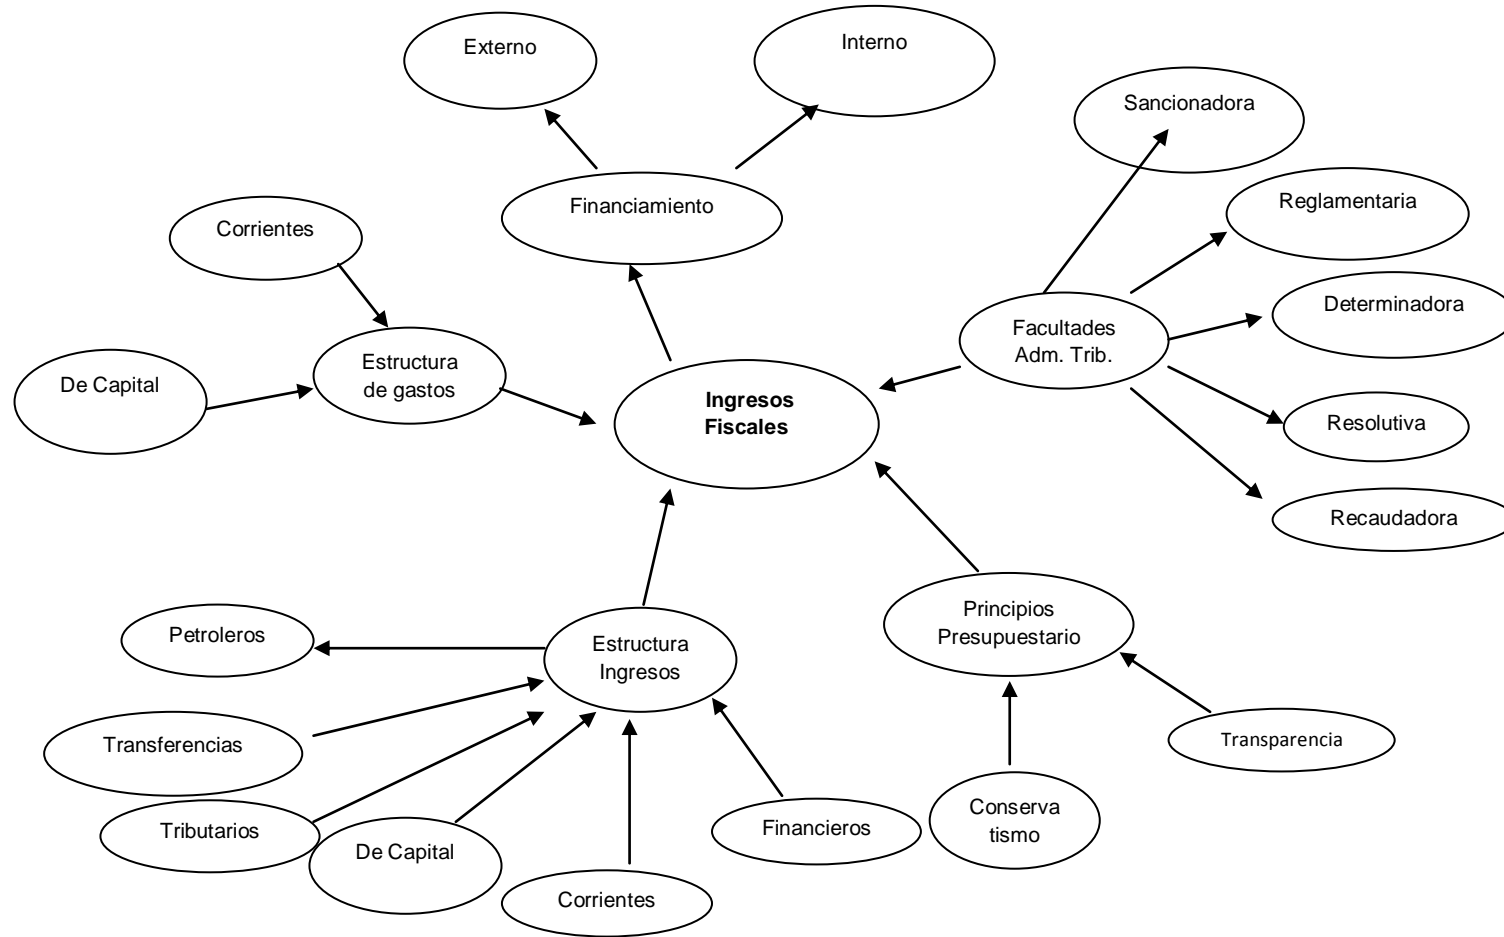 Externo
Interno
Sancionadora
Reglamentaria
Financiamiento
Corrientes
Determinadora
Facultades
Adm. Trib.
Estructura
de gastos
De Capital
Ingresos
Fiscales
Resolutiva
Recaudadora
Principios
Presupuestario
Petroleros
Estructura
Ingresos
Transferencias
Transparencia
Tributarios
De Capital
Financieros
Conserva
tismo
Corrientes